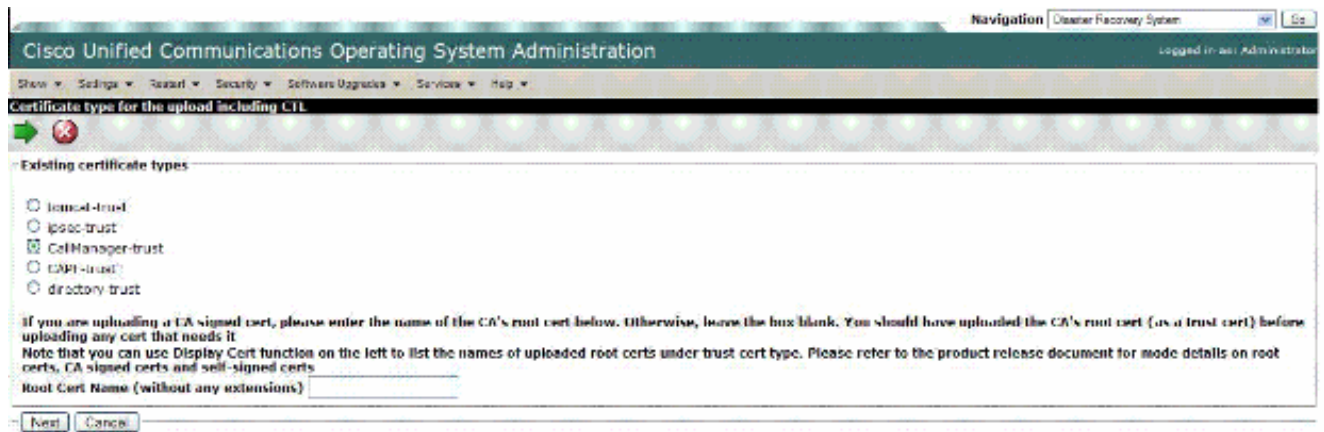 Navigation Disaster Recovery System Go
Cisco Unified Communications Operating System Administration
Logged in as: Administrator
Show Settings Restart Security Software Upgrades Services Help
Certificate type for the upload including CTL
Existing certificate types
tomcat-trust
ipsec-trust
CallManager-trust
CAPF-trust
directory-trust
If you are uploading a CA signed cert, please enter the name of the CA's root cert below. Otherwise, leave the box blank. You should have uploaded the CA's root cert (as a trust cert) before
uploading any cert that needs it
Note that you can use Display Cert function on the left to list the names of uploaded root certs under trust cert type. Please refer to the product release document for mode details on root
certs, CA signed certs and self-signed certs
Root Cert Name (without any extensions)
Next Cancel